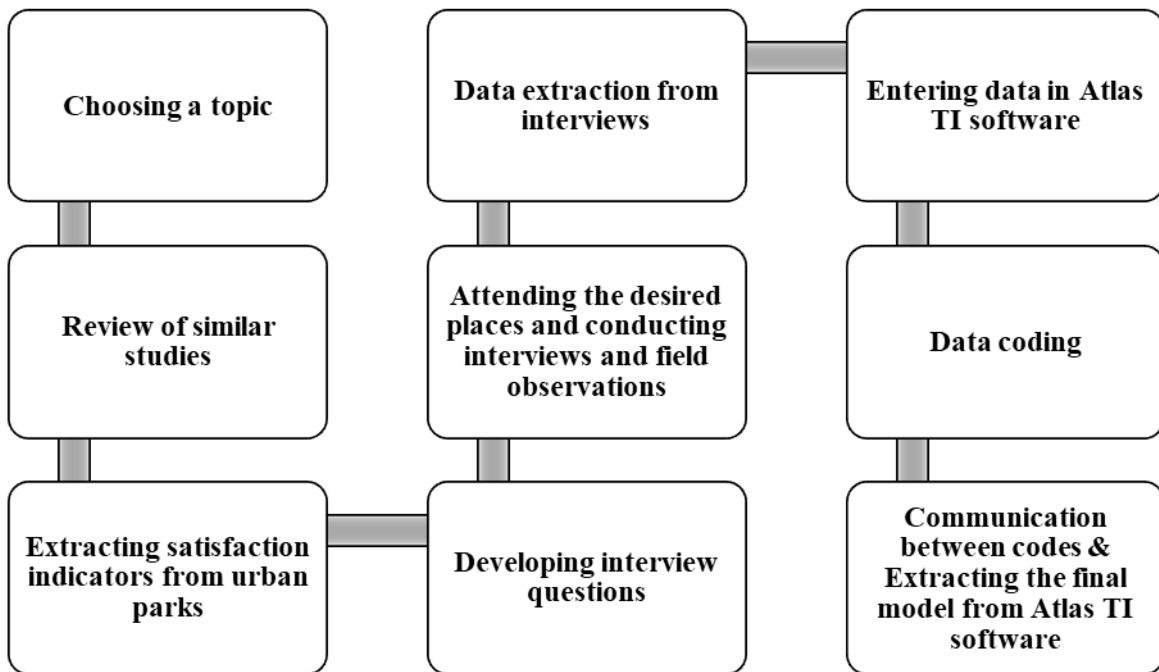 Choosing a topic
Review of similar
studies
Extracting satisfaction
indicators from urban
parks
Developing interview
questions
Attending the desired
places and conducting
interviews and field
observations
Data extraction from
interviews
Entering data in Atlas
TI software
Data coding
Communication
between codes &
Extracting the final
model from Atlas TI
software